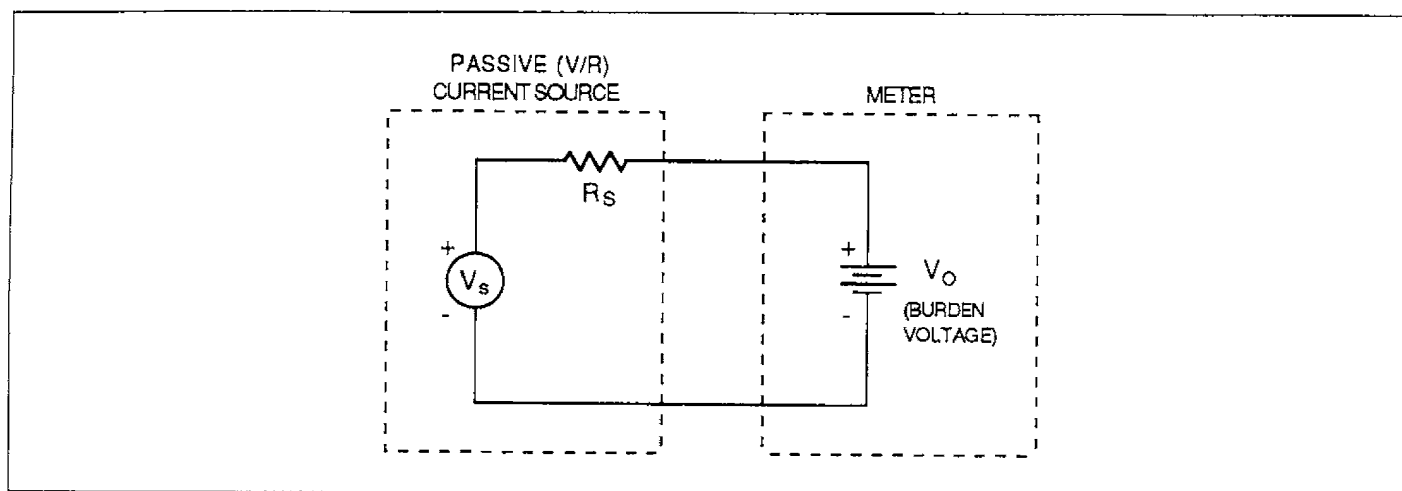 PASSIVE (V/R)
CURRENT SOURCE
METER
RS
+
Vs
-
+
VO
-
(BURDEN
VOLTAGE)